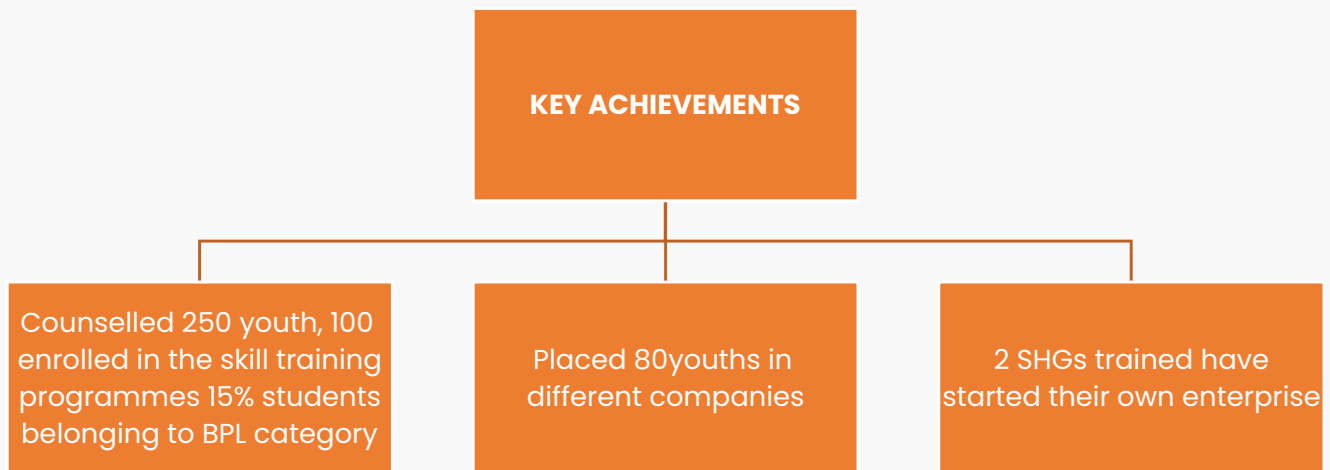 KEY ACHIEVEMENTS
Counselled 250 youth, 100
enrolled in the skill training
programmes 15% students
belonging to BPL category
Placed 80youths in
different companies
2 SHGs trained have
started their own enterprise